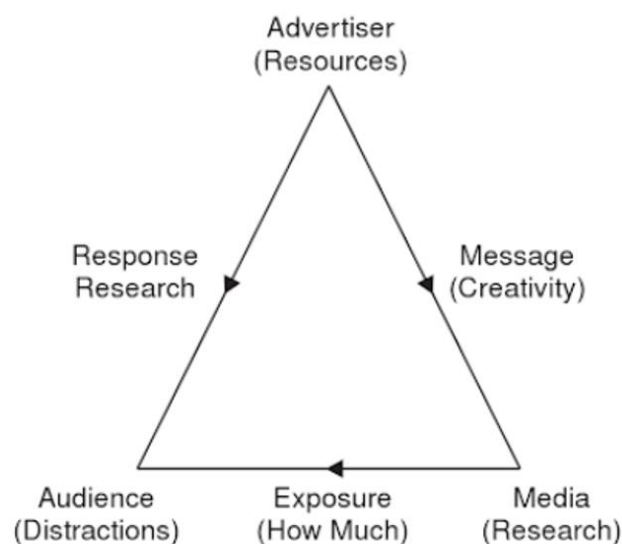 Advertiser
(Resources)
Response
Research
Message
(Creativity)
Audience
(Distractions)
Exposure
(How Much)
Media
(Research)